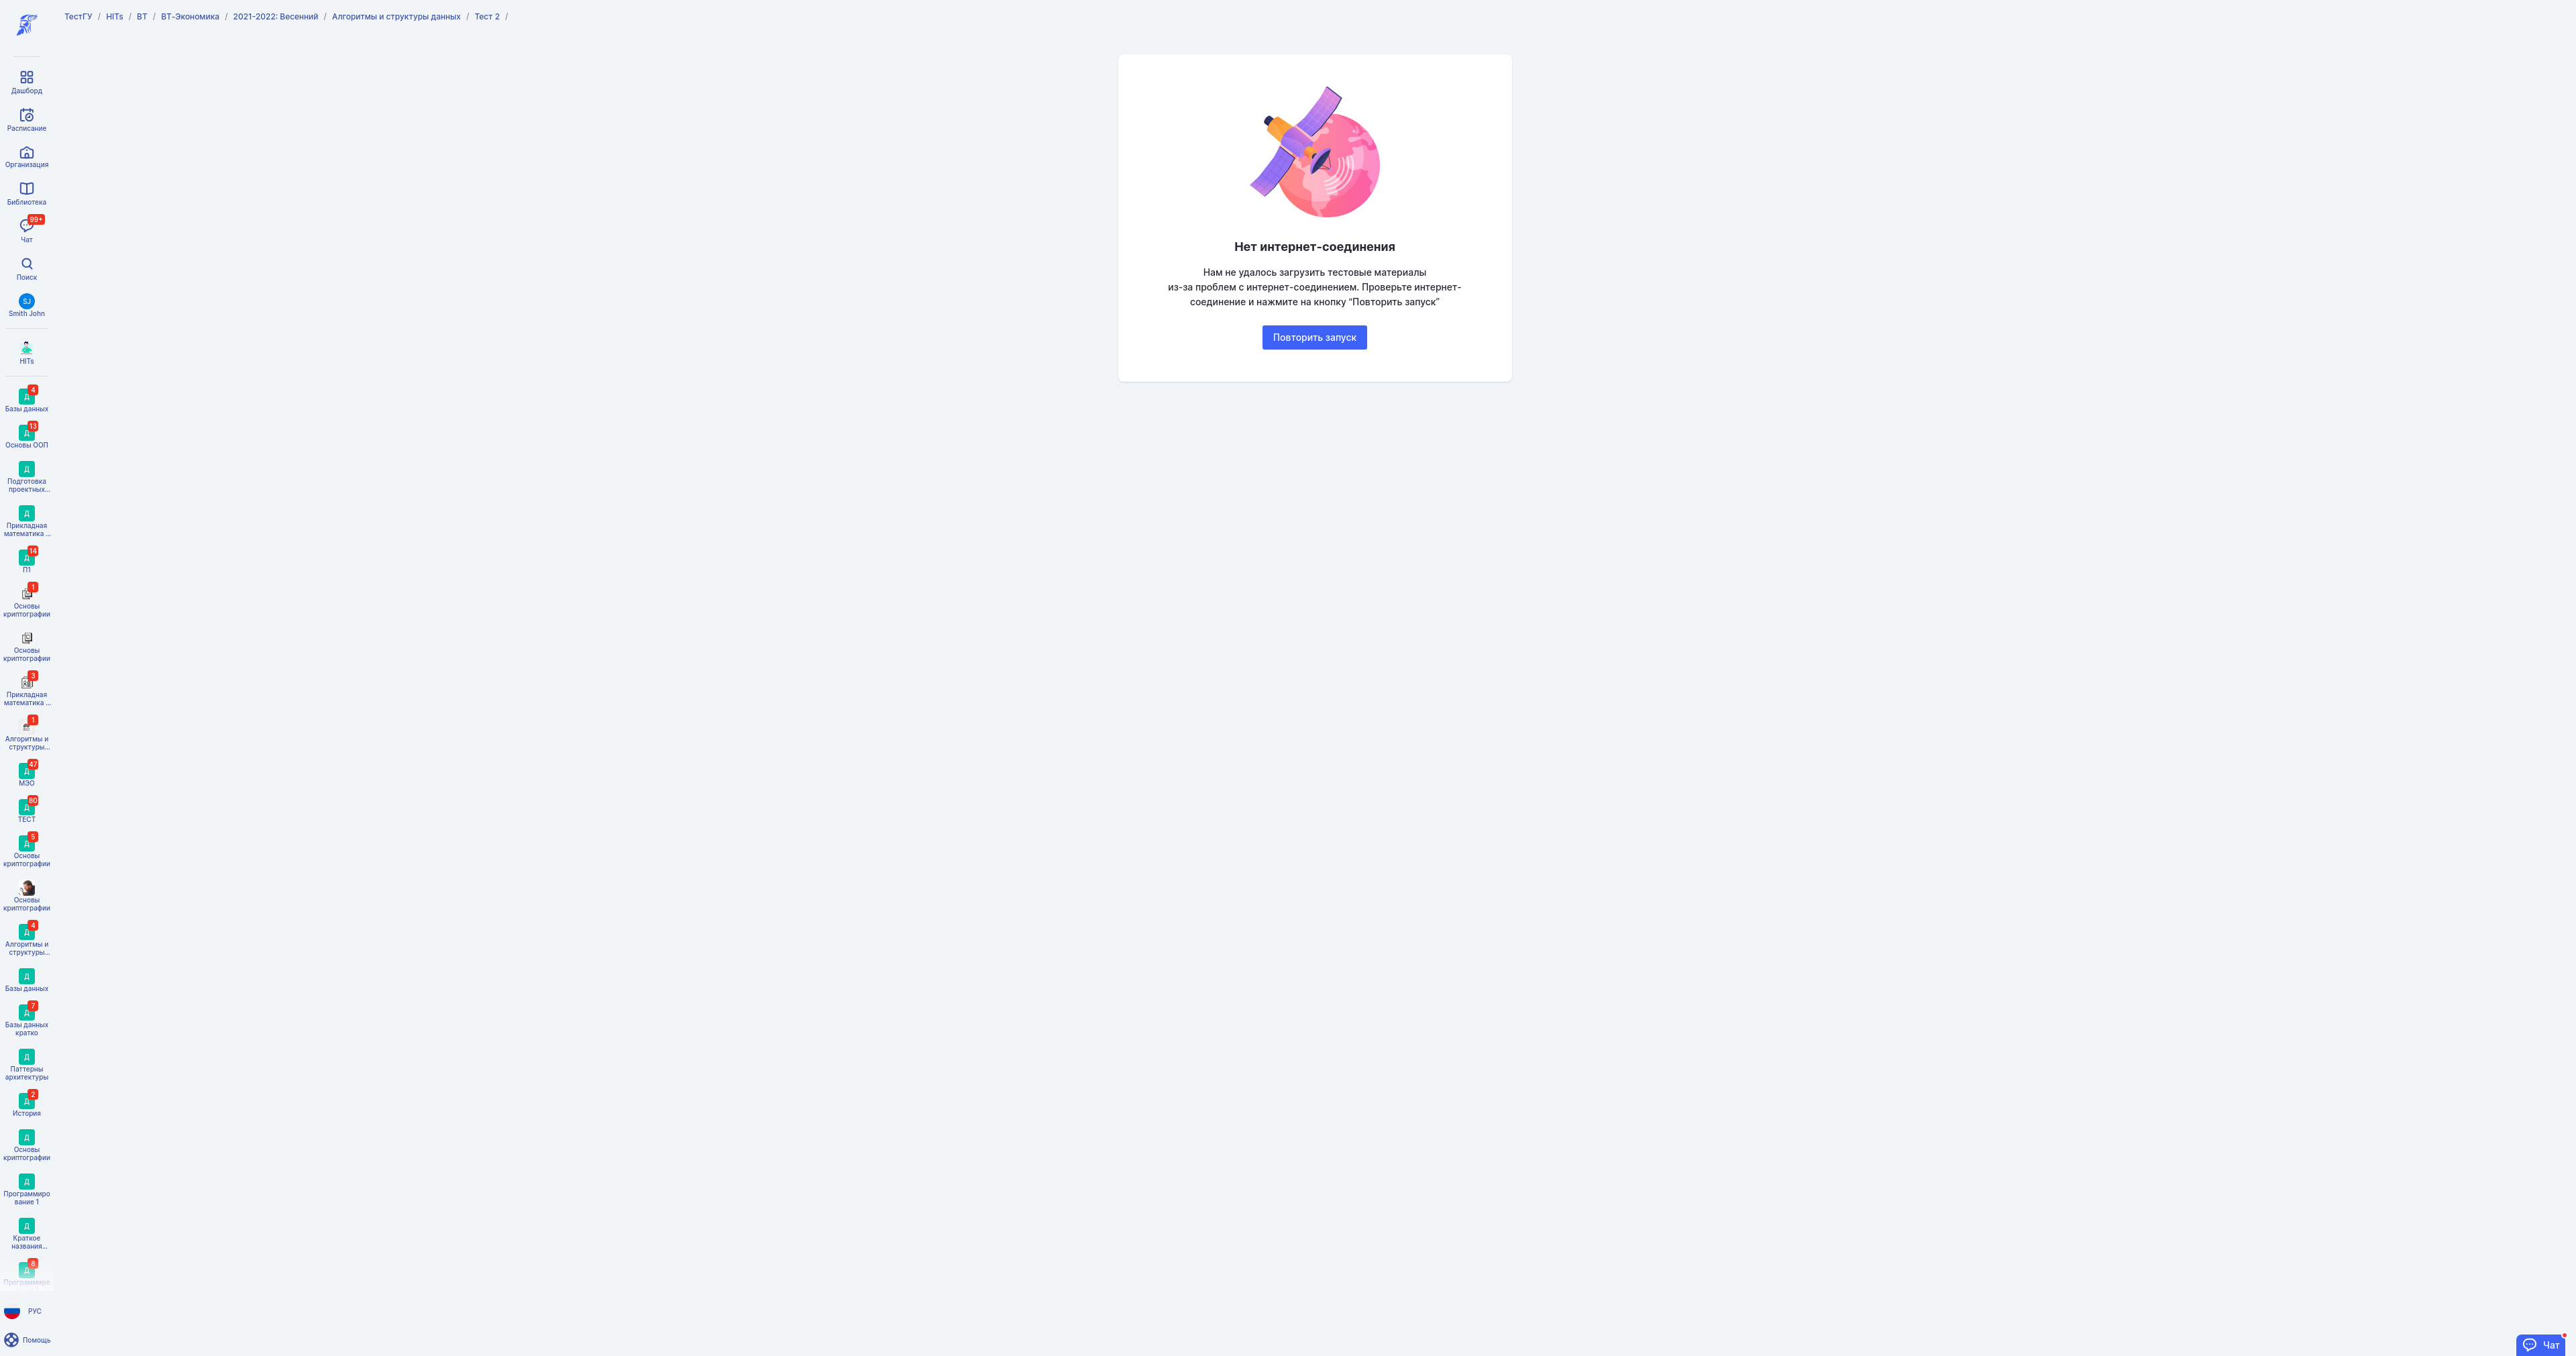 ТестГУ / HITs / ВТ / ВТ-Экономика / 2021-2022: Весенний / Алгоритмы и структуры данных / Тест 2 /
Дашборд
Расписание
Организация
Библиотека
99+
Чат
Поиск
SJ
Smith John
HITs
4
Д
Базы данных
13
Д
Основы ООП
Д
Подготовка
проектных...
Д
Прикладная
математика ...
14
Д
П1
1
Основы
криптографии
Основы
криптографии
3
Прикладная
математика ...
1
Алгоритмы и
структуры...
47
Д
МЭО
80
Д
ТЕСТ
5
Д
Основы
криптографии
Основы
криптографии
4
Д
Алгоритмы и
структуры...
Д
Базы данных
7
Д
Базы данных
кратко
Д
Паттерны
архитектуры
2
Д
История
Д
Основы
криптографии
Д
Программиро
вание 1
Д
Краткое
названия...
8
Д
Программиро
РУС
Помощь
Нет интернет-соединения
Нам не удалось загрузить тестовые материалы
из-за проблем с интернет-соединением. Проверьте интернет-
соединение и нажмите на кнопку “Повторить запуск”
Повторить запуск
Чат